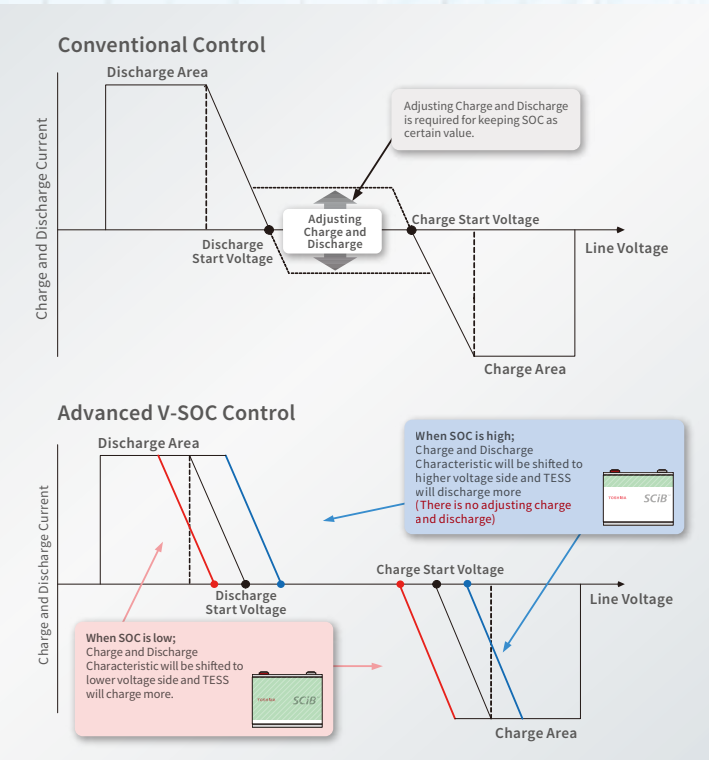 Conventional Control
Discharge Area
Charge and Discharge Current
Adjusting Charge and Discharge
is required for keeping SOC as
certain value.
Adjusting
Charge and
Discharge
Charge Start Voltage
Discharge
Start Voltage
Line Voltage
Charge Area
Advanced V-SOC Control
Discharge Area
Charge and Discharge Current
When SOC is high;
Charge and Discharge
Characteristic will be shifted to
higher voltage side and TESS
will discharge more
(There is no adjusting charge
and discharge)
TOSHIBA
SCiB
Charge Start Voltage
Discharge
Start Voltage
Line Voltage
When SOC is low;
Charge and Discharge
Characteristic will be shifted to
lower voltage side and TESS
will charge more.
TOSHIBA
SCiB
Charge Area